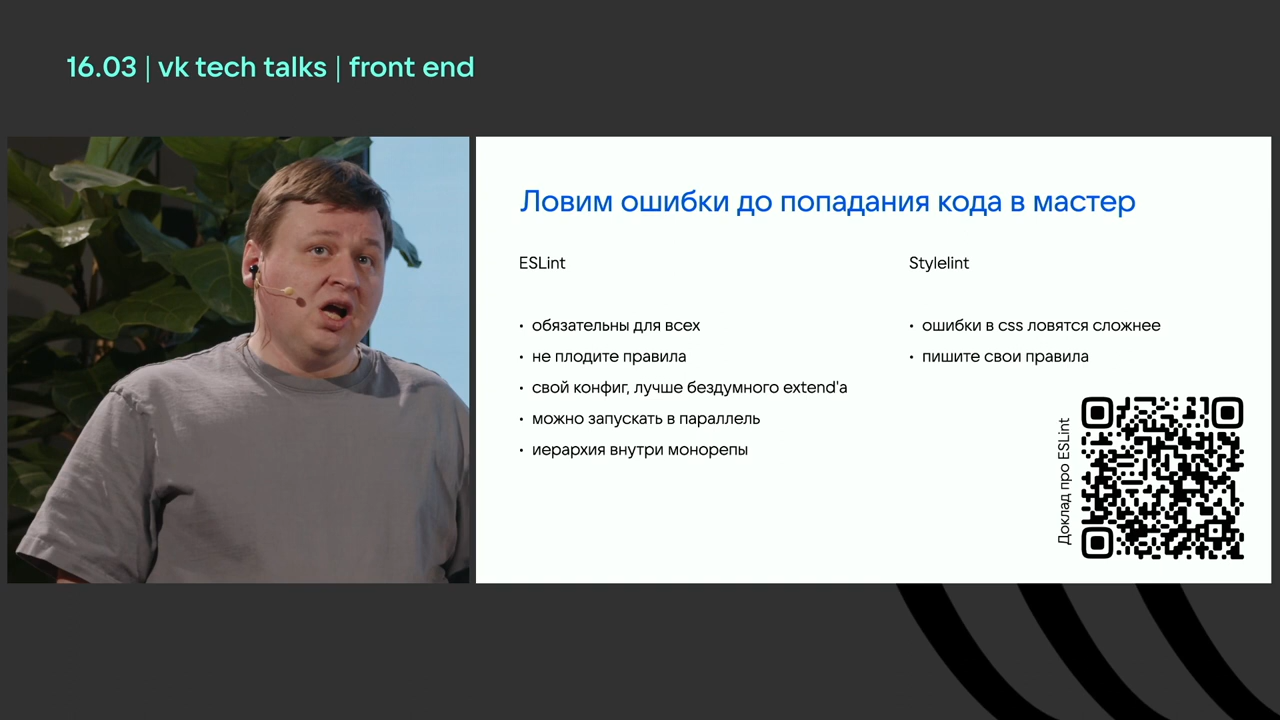 16.03 | vk tech talks | front end
Ловим ошибки до попадания кода в мастер
ESLint
• обязательны для всех
• не плодите правила
• свой конфиг, лучше бездумного extend'a
• можно запускать в параллель
• иерархия внутри монорепы
Stylelint
• ошибки в css ловятся сложнее
• пишите свои правила
Доклад про ESLint